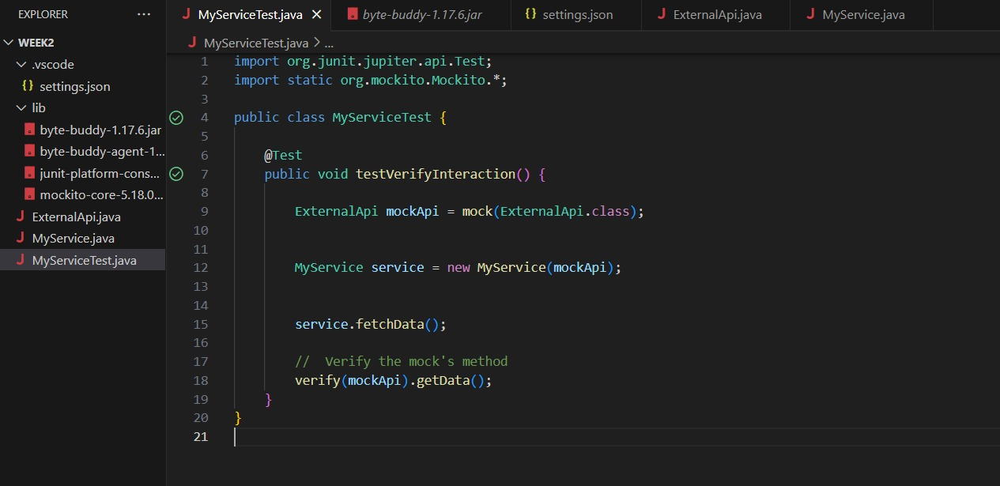 EXPLORER ...
MyServiceTest.java
byte-buddy-1.17.6.jar
{} settings.json
J ExternalApi.java
J MyService.java
WEEK2
.vscode
{} settings.json
lib
byte-buddy-1.17.6.jar
byte-buddy-agent-1...
junit-platform-cons...
mockito-core-5.18.0...
J ExternalApi.java
J MyService.java
J MyServiceTest.java
J MyServiceTest.java > ...
1 import org.junit.jupiter.api.Test;
2 import static org.mockito.Mockito.*;
3
4 public class MyServiceTest {
5
6 @Test
7 public void testVerifyInteraction() {
8
9 ExternalApi mockApi = mock(ExternalApi.class);
10
11
12 MyService service = new MyService(mockApi);
13
14
15 service.fetchData();
16
17 //  Verify the mock's method
18 verify(mockApi).getData();
19 }
20 }
21